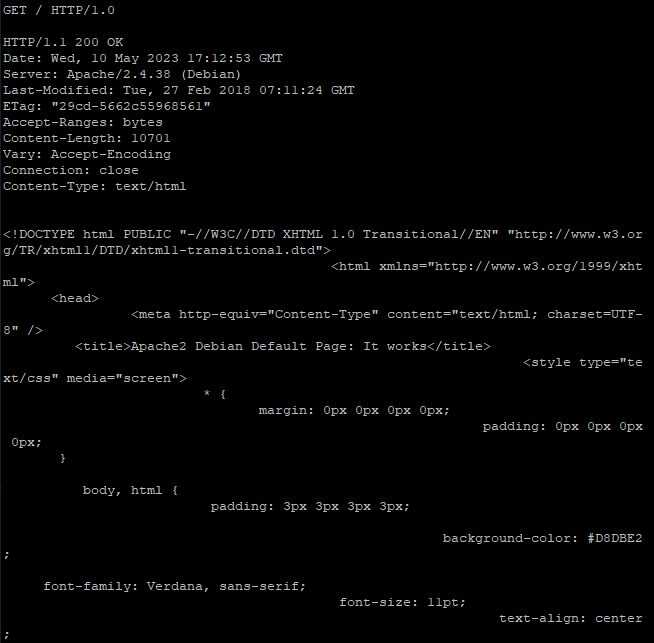 GET / HTTP/1.0
HTTP/1.1 200 OK
Date: Wed, 10 May 2023 17:12:53 GMT
Server: Apache/2.4.38 (Debian)
Last-Modified: Tue, 27 Feb 2018 07:11:24 GMT
ETag: "29cd-5662c55968561"
Accept-Ranges: bytes
Content-Length: 10701
Vary: Accept-Encoding
Connection: close
Content-Type: text/html
<!DOCTYPE html PUBLIC "-//W3C//DTD XHTML 1.0 Transitional//EN" "http://www.w3.or
g/TR/xhtml1/DTD/xhtml1-transitional.dtd">
<html xmlns="http://www.w3.org/1999/xht
ml">
<head>
<meta http-equiv="Content-Type" content="text/html; charset=UTF-
8" />
<title>Apache2 Debian Default Page: It works</title>
<style type="te
xt/css" media="screen">
* {
margin: 0px 0px 0px 0px;
padding: 0px 0px 0px
0px;
}
body, html {
padding: 3px 3px 3px 3px;
background-color: #D8DBE2
;
font-family: Verdana, sans-serif;
font-size: 11pt;
text-align: center
;